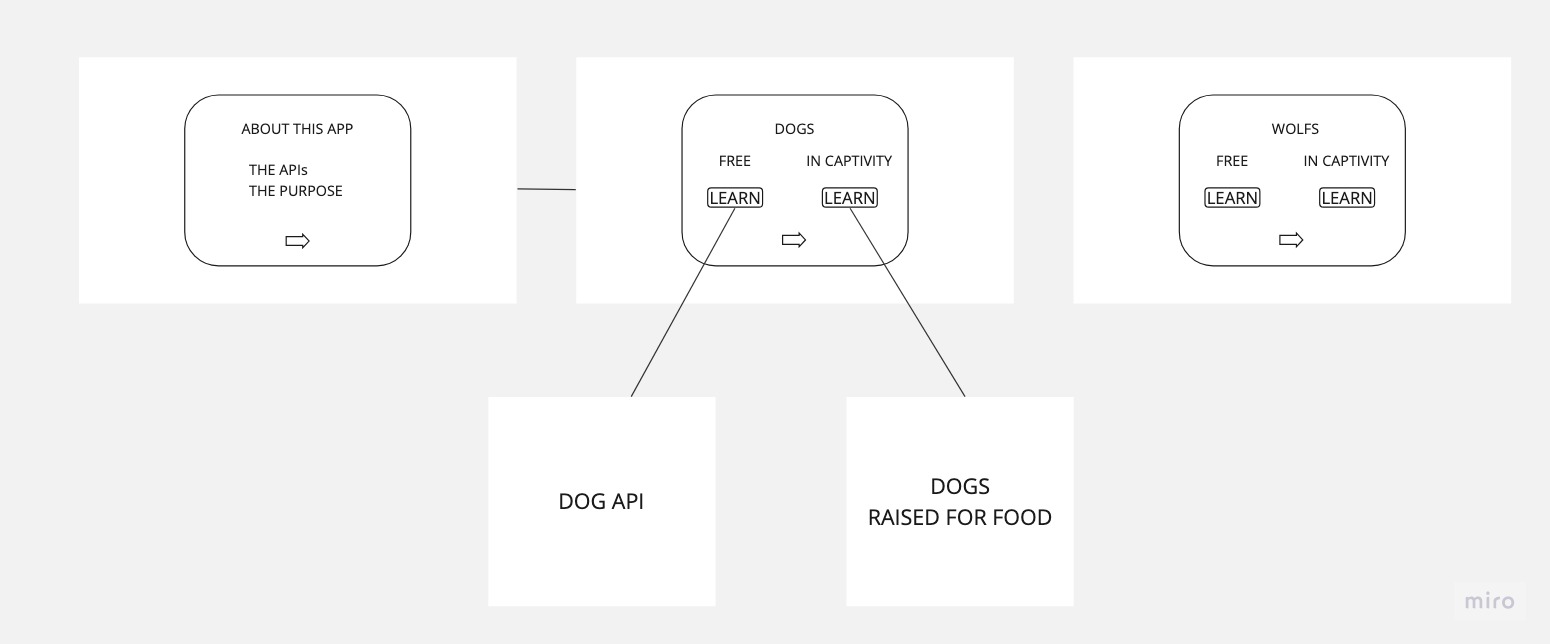 ABOUT THIS APP
THE APIs
THE PURPOSE
DOGS
FREE IN CAPTIVITY
LEARN LEARN
WOLFS
FREE IN CAPTIVITY
LEARN LEARN
DOG API
DOGS
RAISED FOR FOOD
miro